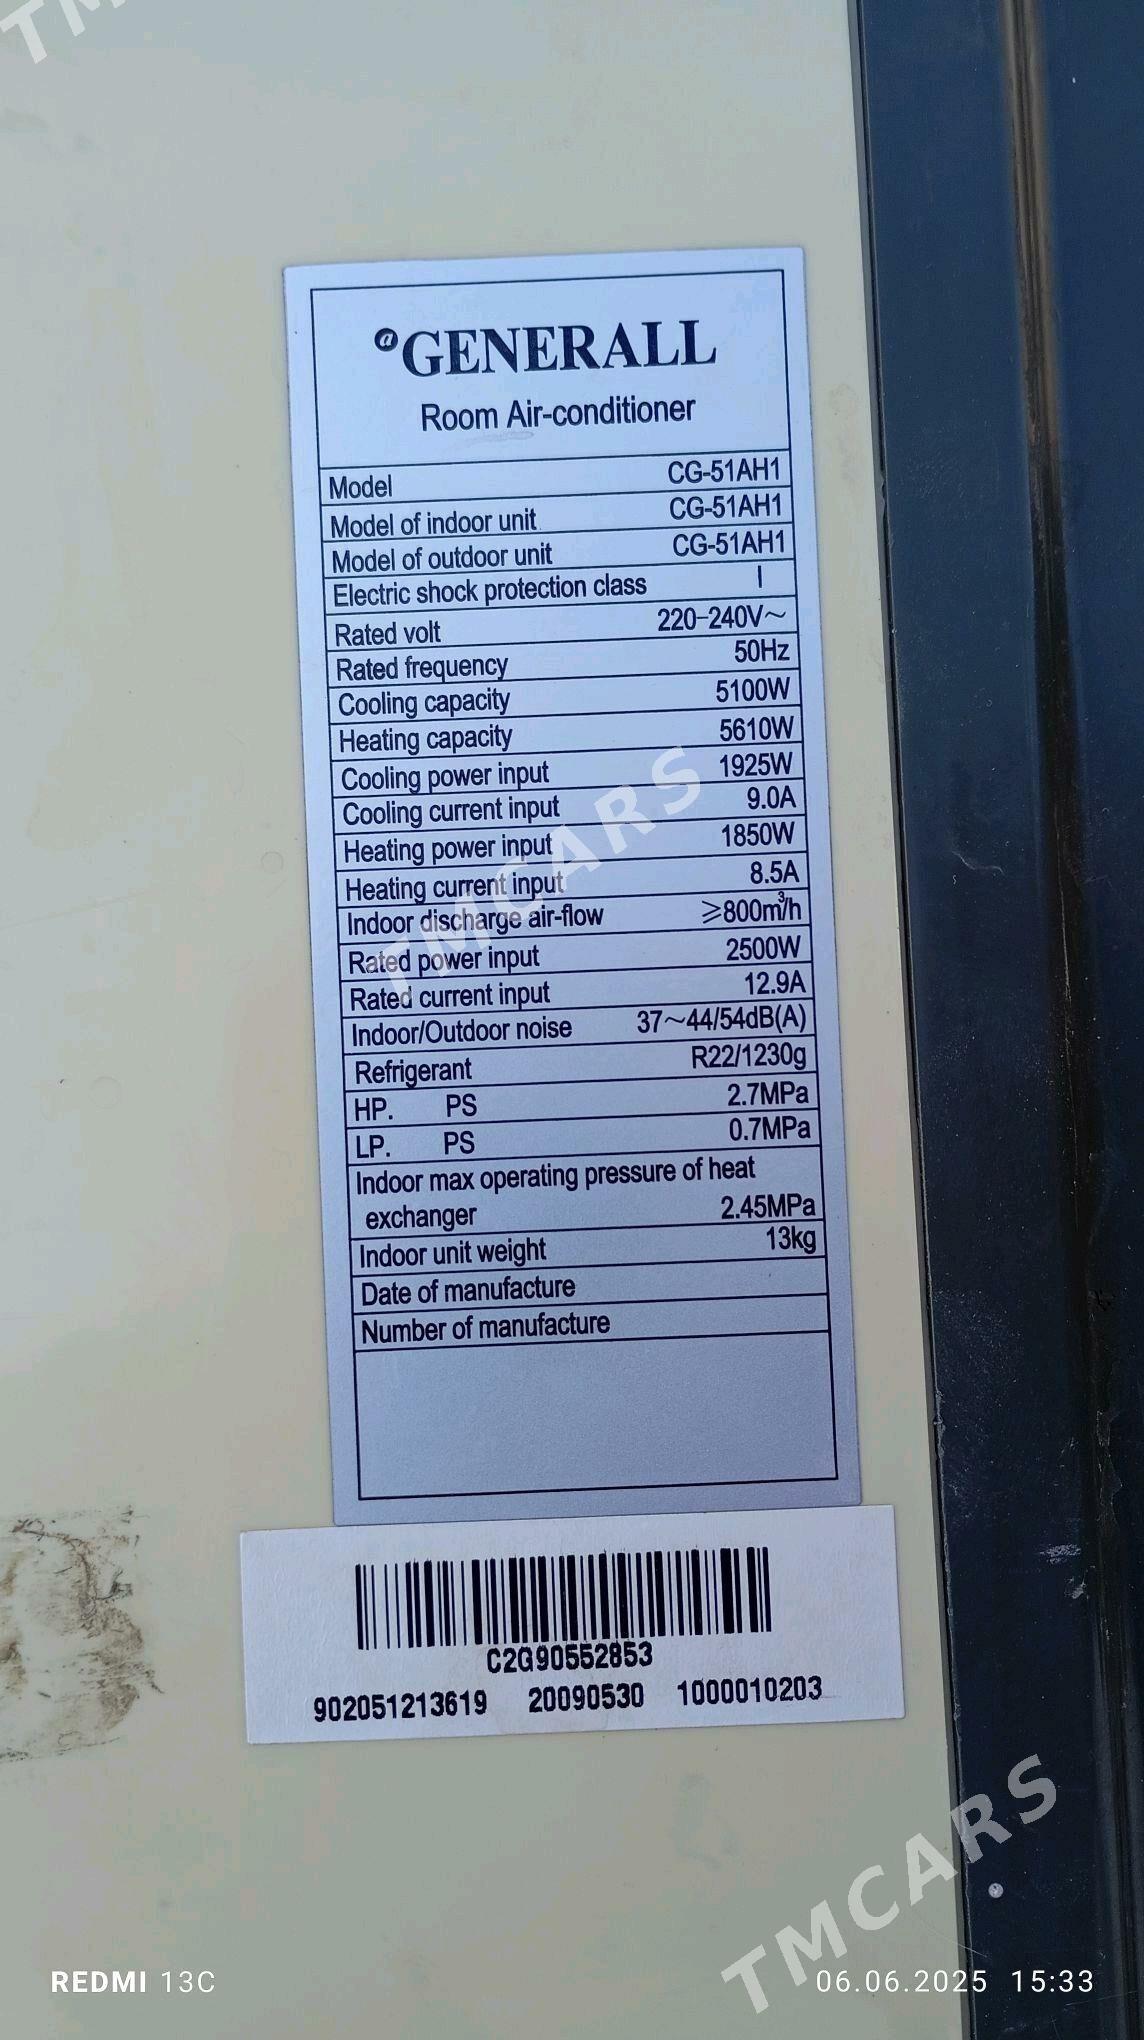 TM
@GENERALL
Room Air-conditioner
Model CG-51AH1
Model of indoor unit CG-51AH1
Model of outdoor unit CG-51AH1
Electric shock protection class I
Rated volt 220-240V~
Rated frequency 50Hz
Cooling capacity 5100W
Heating capacity 5610W
Cooling power input 1925W
Cooling current input 9.0A
Heating power input 1850W
Heating current input 8.5A
Indoor discharge air-flow ≥800m³/h
Rated power input 2500W
Rated current input 12.9A
Indoor/Outdoor noise 37~44/54dB(A)
Refrigerant R22/1230g
HP. PS 2.7MPa
LP. PS 0.7MPa
Indoor max operating pressure of heat
exchanger 2.45MPa
Indoor unit weight 13kg
Date of manufacture
Number of manufacture
TMCARS
C2G90552853
902051213619 20090530 1000010203
TMCARS
REDMI 13C 06.06.2025 15:33